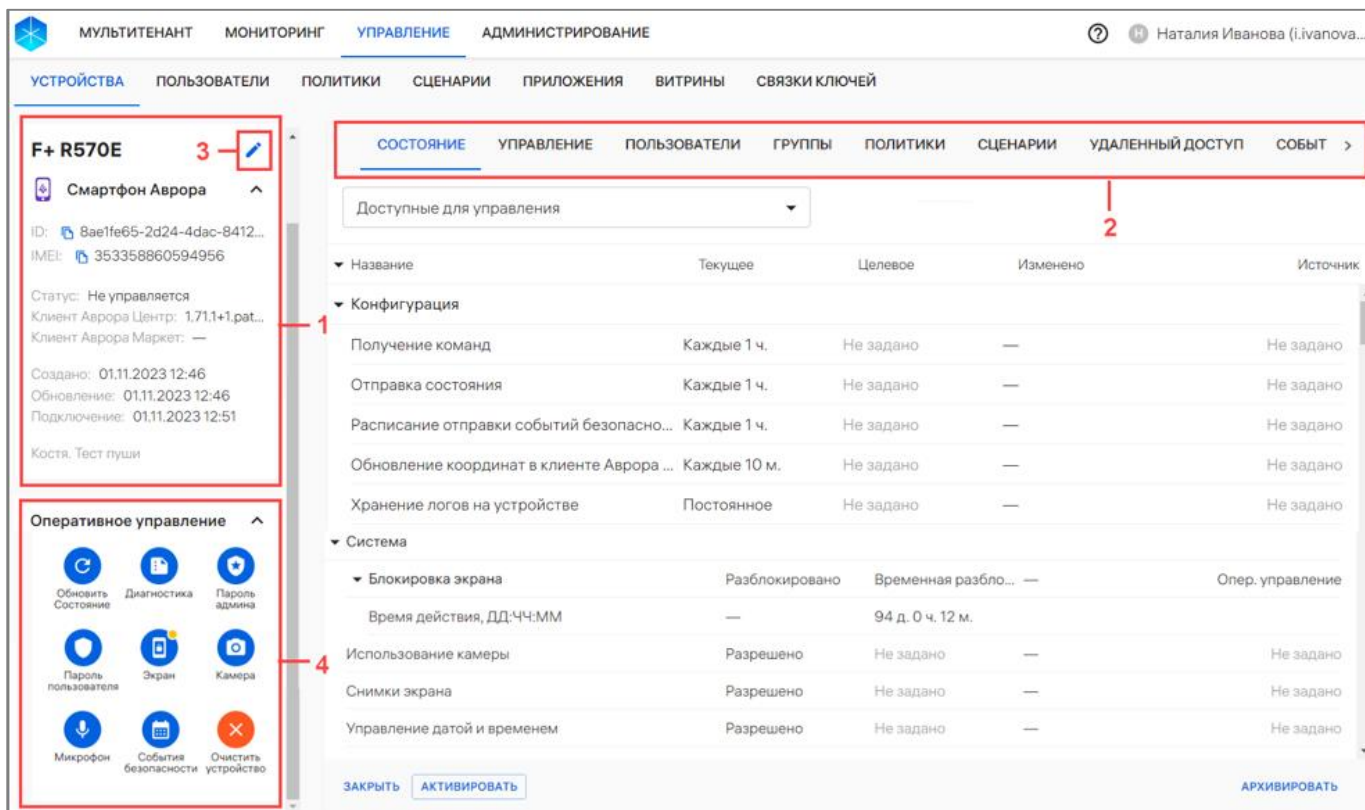 МУЛЬТИТЕНАНТ МОНИТОРИНГ УПРАВЛЕНИЕ АДМИНИСТРИРОВАНИЕ ? Н Наталия Иванова (i.ivanova...
УСТРОЙСТВА ПОЛЬЗОВАТЕЛИ ПОЛИТИКИ СЦЕНАРИИ ПРИЛОЖЕНИЯ ВИТРИНЫ СВЯЗКИ КЛЮЧЕЙ
F+ R570E 3
Смартфон Аврора
ID: 8ae1fe65-2d24-4dac-8412...
IMEI: 353358860594956
Статус: Не управляется
Клиент Аврора Центр: 1.71.1+1.pat...
Клиент Аврора Маркет: —
1
Создано: 01.11.2023 12:46
Обновление: 01.11.2023 12:46
Подключение: 01.11.2023 12:51
Костя. Тест пуши
Оперативное управление
Обновить Состояние
Диагностика
Пароль админа
Пароль пользователя
Экран
Камера
4
Микрофон
События безопасности
Очистить устройство
СОСТОЯНИЕ УПРАВЛЕНИЕ ПОЛЬЗОВАТЕЛИ ГРУППЫ ПОЛИТИКИ СЦЕНАРИИ УДАЛЕННЫЙ ДОСТУП СОБЫТ >
2
Доступные для управления
Название Текущее Целевое Изменено Источник
Конфигурация
Получение команд Каждые 1 ч. Не задано — Не задано
Отправка состояния Каждые 1 ч. Не задано — Не задано
Расписание отправки событий безопасно... Каждые 1 ч. Не задано — Не задано
Обновление координат в клиенте Аврора ... Каждые 10 м. Не задано — Не задано
Хранение логов на устройстве Постоянное Не задано — Не задано
Система
Блокировка экрана Разблокировано Временная разбло... — Опер. управление
Время действия, ДД:ЧЧ:ММ — 94 д. 0 ч. 12 м.
Использование камеры Разрешено Не задано — Не задано
Снимки экрана Разрешено Не задано — Не задано
Управление датой и временем Разрешено Не задано — Не задано
ЗАКРЫТЬ АКТИВИРОВАТЬ АРХИВИРОВАТЬ